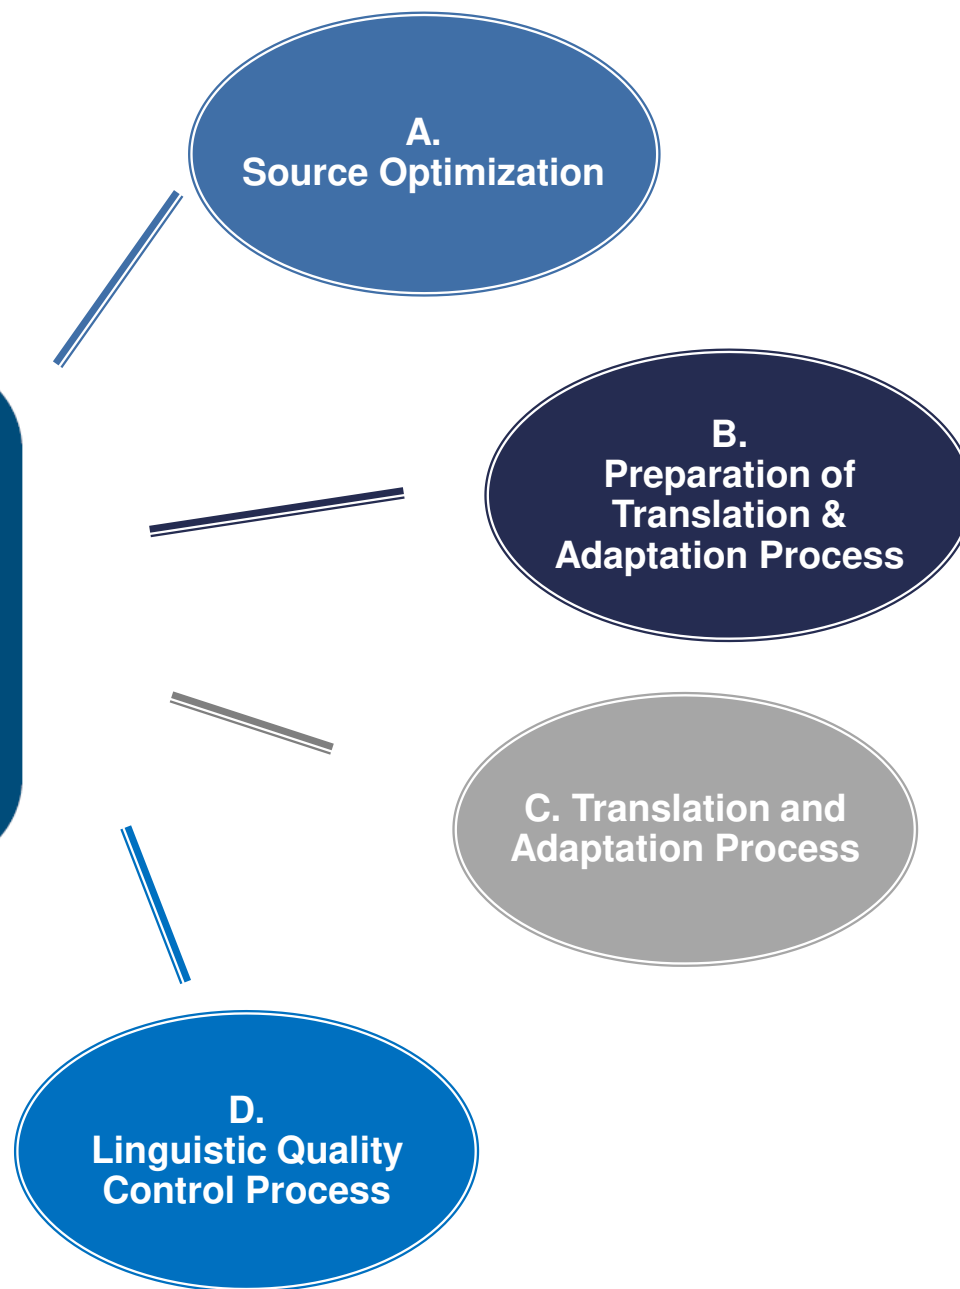 A.
Source Optimization
B.
Preparation of
Translation &
Adaptation Process
C. Translation and
Adaptation Process
D.
Linguistic Quality
Control Process